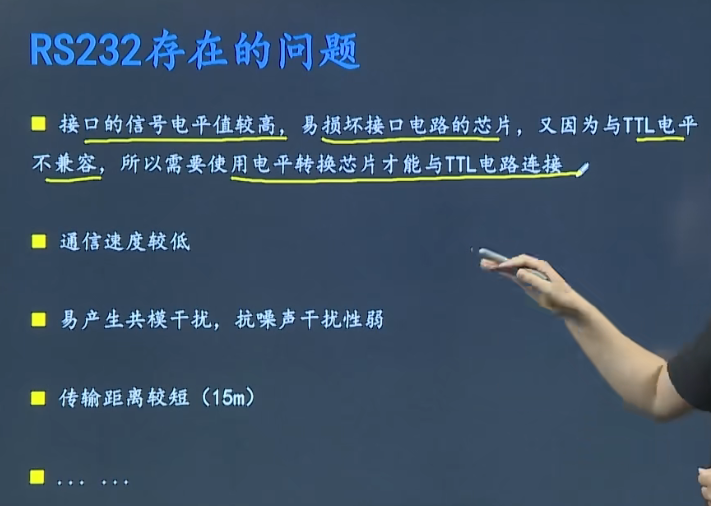 RS232存在的问题
接口的信号电平值较高，易损坏接口电路的芯片，又因为与TTL电平
不兼容，所以需要使用电平转换芯片才能与TTL电路连接
通信速度较低
易产生共模干扰，抗噪声干扰性弱
传输距离较短（15m）
... ...